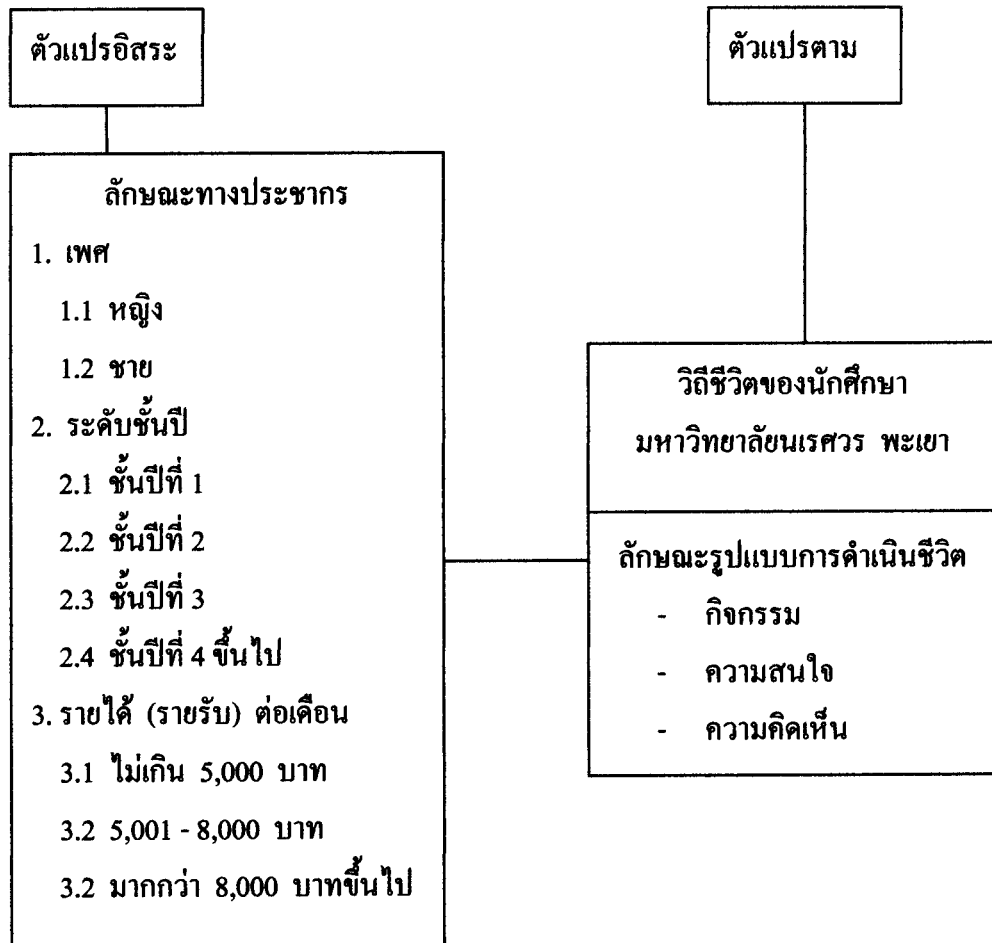 ตัวแปรอิสระ
ตัวแปรตาม
ลักษณะทางประชากร
1. เพศ
1.1 หญิง
1.2 ชาย
2. ระดับชั้นปี
2.1 ชั้นปีที่ 1
2.2 ชั้นปีที่ 2
2.3 ชั้นปีที่ 3
2.4 ชั้นปีที่ 4 ขึ้นไป
3. รายได้ (รายรับ) ต่อเดือน
3.1 ไม่เกิน 5,000 บาท
3.2 5,001 - 8,000 บาท
3.2 มากกว่า 8,000 บาทขึ้นไป
วิถีชีวิตของนักศึกษา
มหาวิทยาลัยนเรศวร พะเยา
ลักษณะรูปแบบการดำเนินชีวิต
- กิจกรรม
- ความสนใจ
- ความคิดเห็น